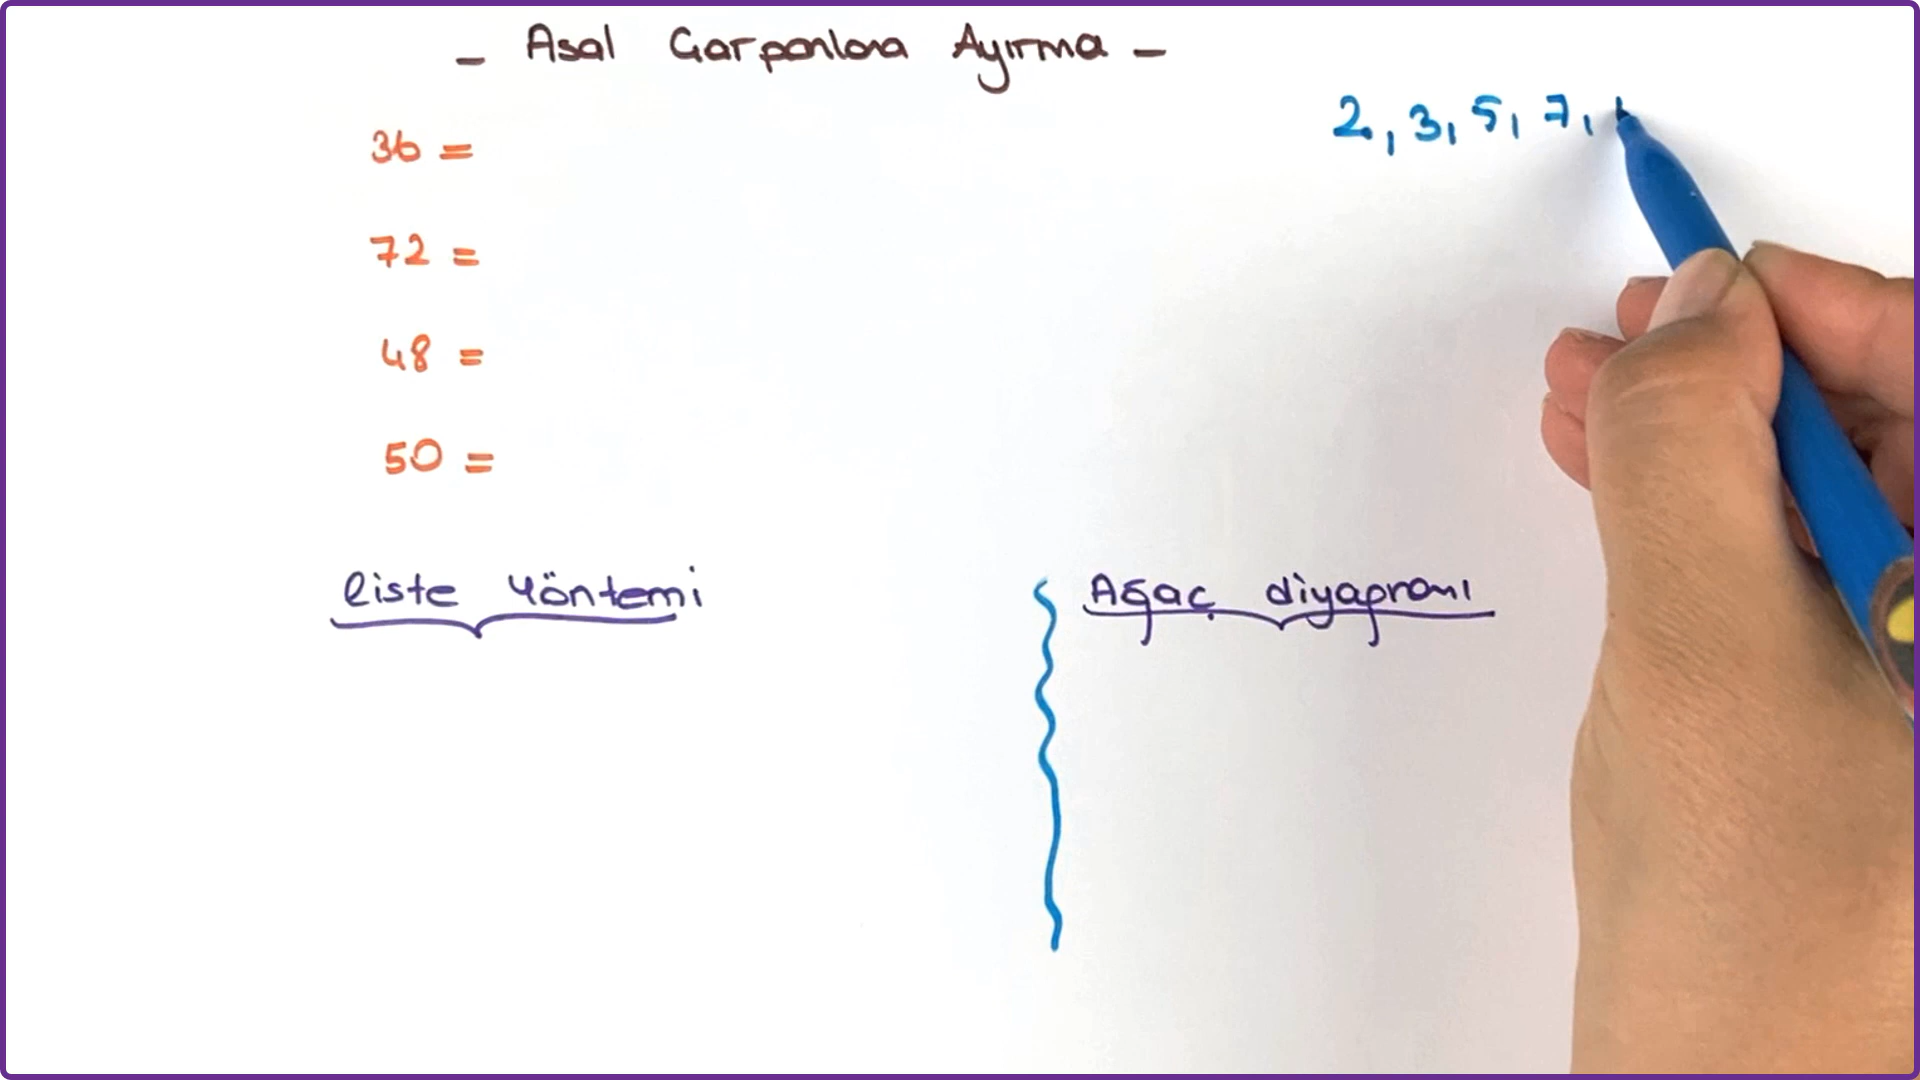 - Asal Çarpanlara Ayırma -
2, 3, 5, 7,
36 =
72 =
48 =
50 =
Liste Yöntemi
Ağaç diyagramı